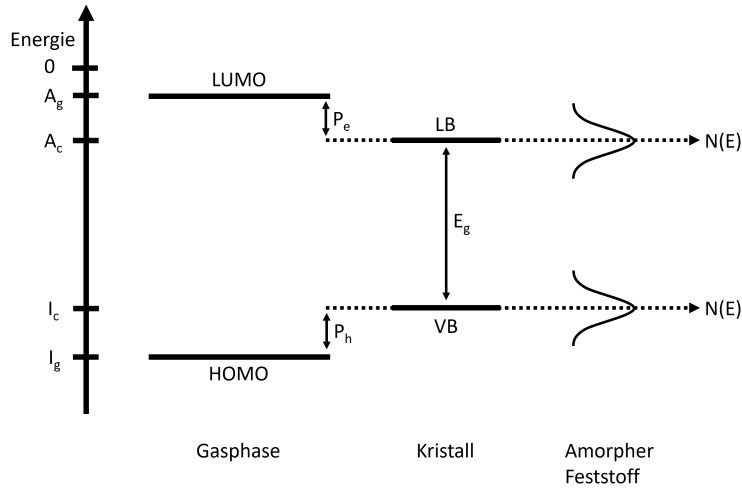 Energie
0
A_g
LUMO
P_e
A_c
LB
N(E)
E_g
I_c
N(E)
VB
P_h
I_g
HOMO
Gasphase
Kristall
Amorpher
Feststoff